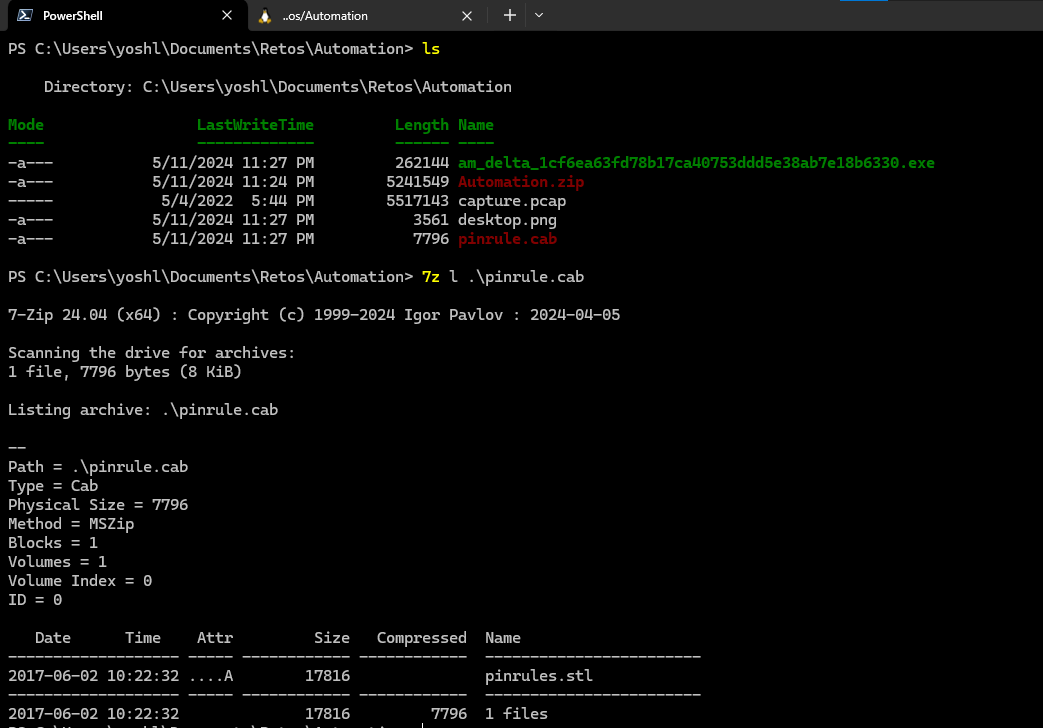 PowerShell
..os/Automation
PS C:\Users\yoshl\Documents\Retos\Automation> ls
Directory: C:\Users\yoshl\Documents\Retos\Automation
Mode LastWriteTime Length Name
---- ------------- ------ ----
-a--- 5/11/2024 11:27 PM 262144 am_delta_1cf6ea63fd78b17ca40753ddd5e38ab7e18b6330.exe
-a--- 5/11/2024 11:24 PM 5241549 Automation.zip
----- 5/4/2022 5:44 PM 5517143 capture.pcap
-a--- 5/11/2024 11:27 PM 3561 desktop.png
-a--- 5/11/2024 11:27 PM 7796 pinrule.cab
PS C:\Users\yoshl\Documents\Retos\Automation> 7z l .\pinrule.cab
7-Zip 24.04 (x64) : Copyright (c) 1999-2024 Igor Pavlov : 2024-04-05
Scanning the drive for archives:
1 file, 7796 bytes (8 KiB)
Listing archive: .\pinrule.cab
--
Path = .\pinrule.cab
Type = Cab
Physical Size = 7796
Method = MSZip
Blocks = 1
Volumes = 1
Volume Index = 0
ID = 0
Date Time Attr Size Compressed Name
------------------- ----- ------------ ------------ ------------------------
2017-06-02 10:22:32 ....A 17816 pinrules.stl
------------------- ----- ------------ ------------ ------------------------
2017-06-02 10:22:32 17816 7796 1 files